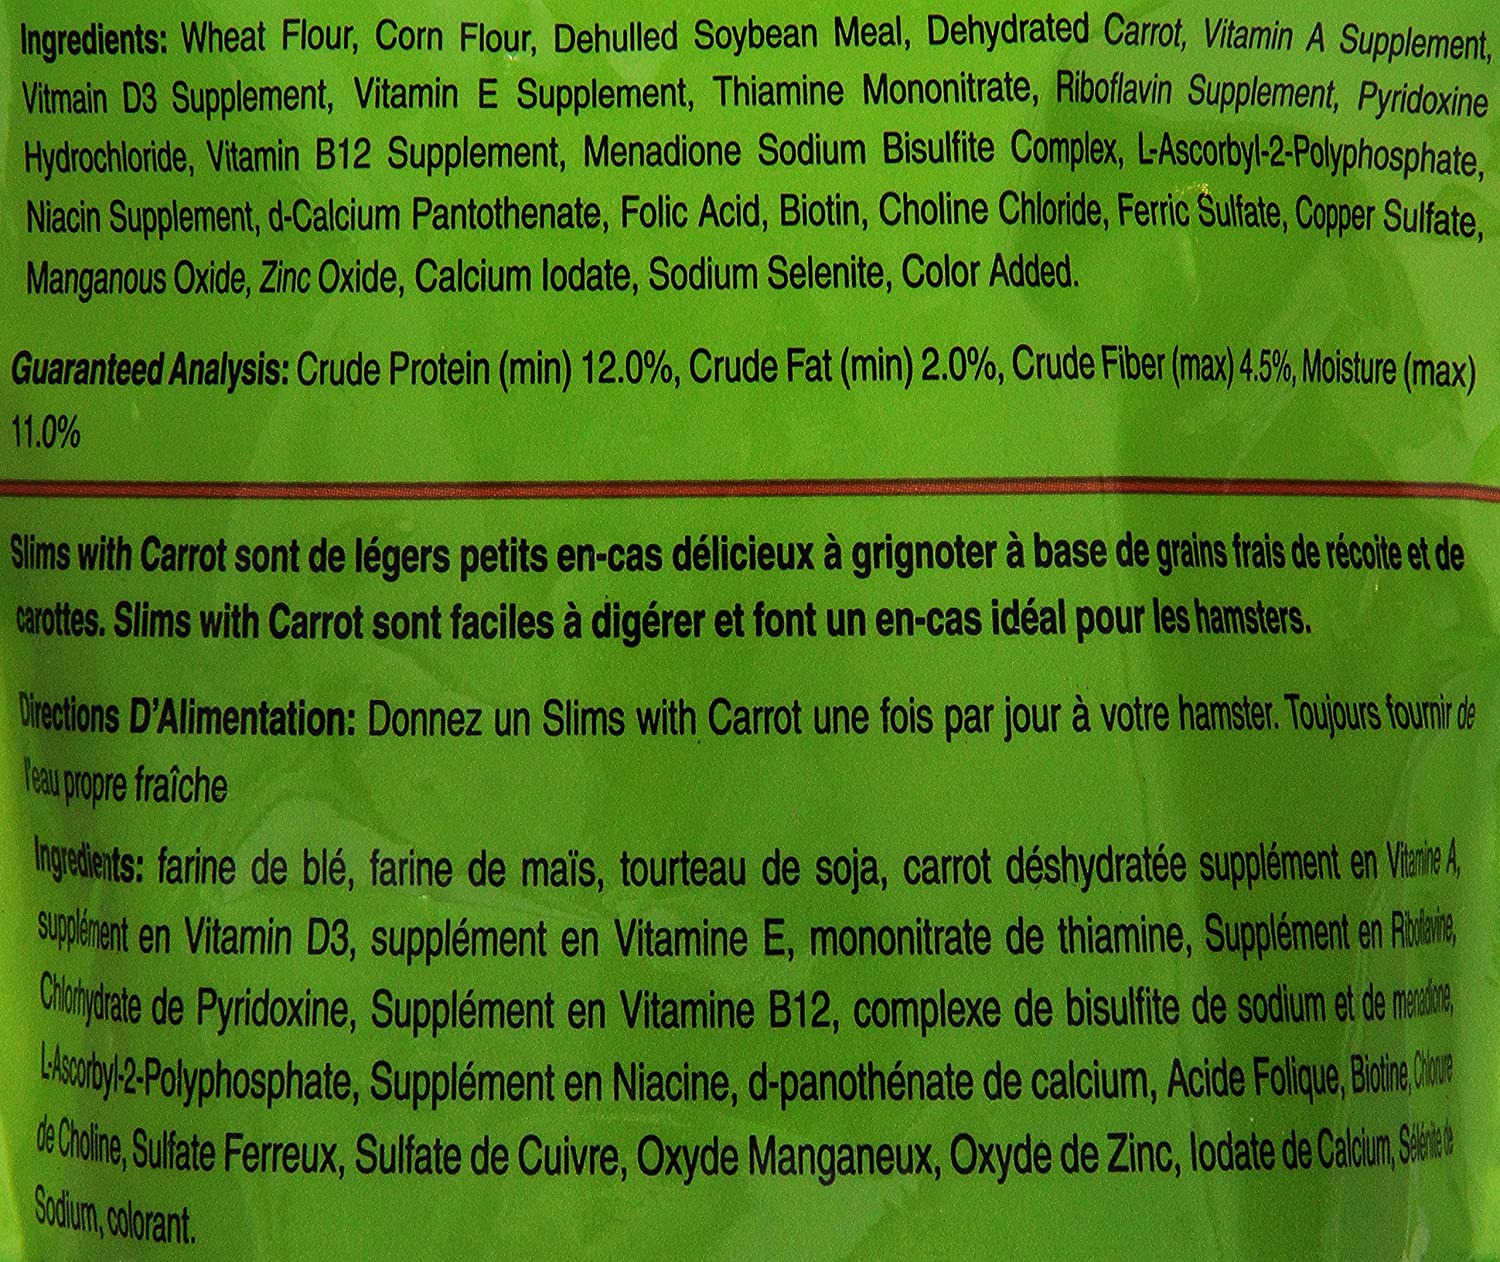 Ingredients: Wheat Flour, Corn Flour, Dehulled Soybean Meal, Dehydrated Carrot, Vitamin A Supplement,
Vitmain D3 Supplement, Vitamin E Supplement, Thiamine Mononitrate, Riboflavin Supplement, Pyridoxine
Hydrochloride, Vitamin B12 Supplement, Menadione Sodium Bisulfite Complex, L-Ascorbyl-2-Polyphosphate,
Niacin Supplement, d-Calcium Pantothenate, Folic Acid, Biotin, Choline Chloride, Ferric Sulfate, Copper Sulfate,
Manganous Oxide, Zinc Oxide, Calcium Iodate, Sodium Selenite, Color Added.
Guaranteed Analysis: Crude Protein (min) 12.0%, Crude Fat (min) 2.0%, Crude Fiber (max) 4.5%, Moisture (max)
11.0%
Slims with Carrot sont de légers petits en-cas délicieux à grignoter à base de grains frais de récolte et de
carottes. Slims with Carrot sont faciles à digérer et font un en-cas idéal pour les hamsters.
Directions D'Alimentation: Donnez un Slims with Carrot une fois par jour à votre hamster. Toujours fournir de
l'eau propre fraîche
Ingredients: farine de blé, farine de maïs, tourteau de soja, carrot déshydratée supplément en Vitamine A,
supplément en Vitamin D3, supplément en Vitamine E, mononitrate de thiamine, Supplément en Riboflavine,
Chlorhydrate de Pyridoxine, Supplément en Vitamine B12, complexe de bisulfite de sodium et de menadione,
L-Ascorbyl-2-Polyphosphate, Supplément en Niacine, d-panothénate de calcium, Acide Folique, Biotine, Chlorure
de Choline, Sulfate Ferreux, Sulfate de Cuivre, Oxyde Manganeux, Oxyde de Zinc, Iodate de Calcium, Sélénite de
Sodium, colorant.